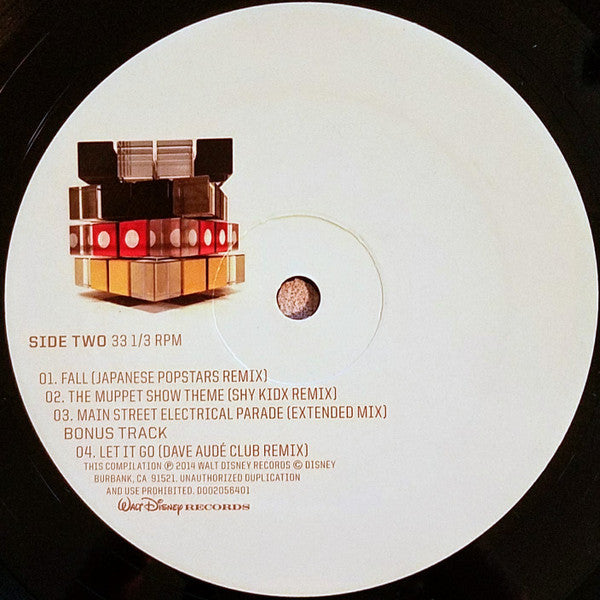 SIDE TWO 33 1/3 RPM
01. FALL (JAPANESE POPSTARS REMIX)
02. THE MUPPET SHOW THEME (SHY KIDX REMIX)
03. MAIN STREET ELECTRICAL PARADE (EXTENDED MIX)
BONUS TRACK
04. LET IT GO (DAVE AUDÉ CLUB REMIX)
THIS COMPILATION ℗ 2014 WALT DISNEY RECORDS © DISNEY
BURBANK, CA 91521. UNAUTHORIZED DUPLICATION
AND USE PROHIBITED. D002056401
WALT DISNEY RECORDS